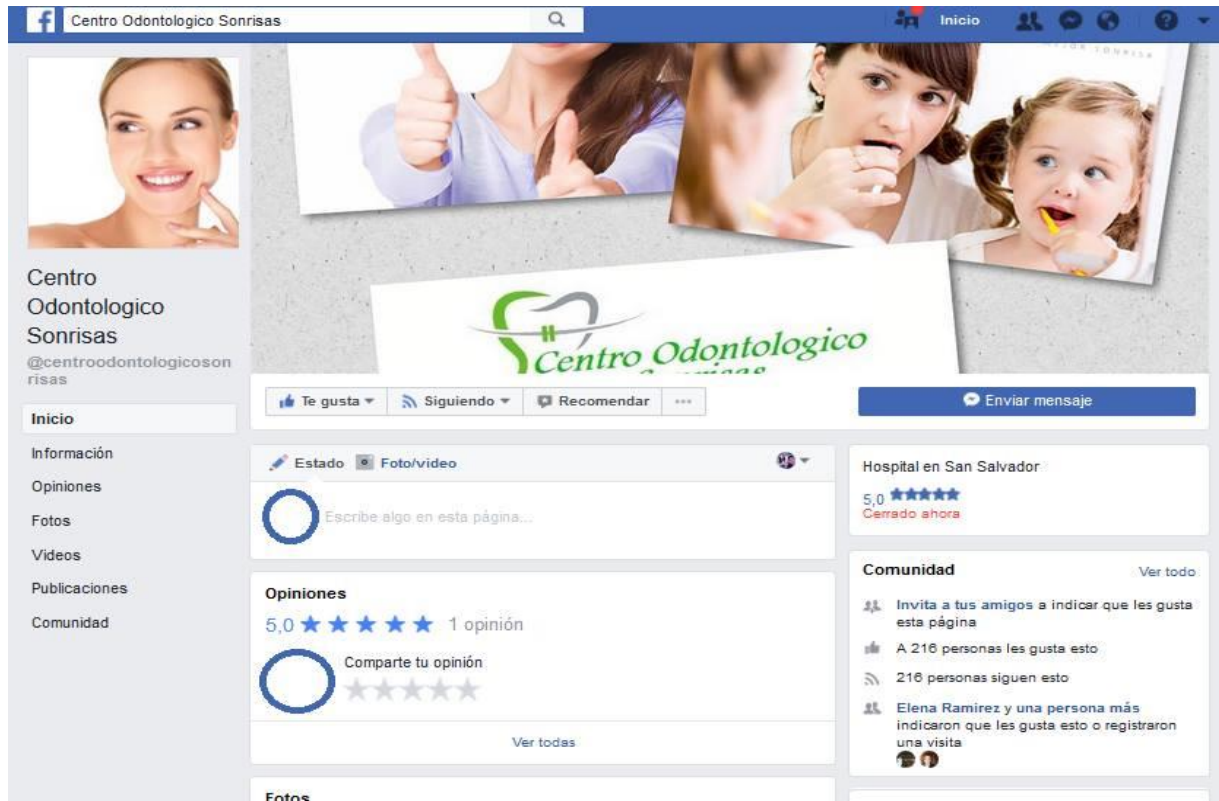 Centro Odontologico Sonrisas
Inicio
Centro
Odontologico
Sonrisas
@centroodontologicoson
risas
Inicio
Información
Opiniones
Fotos
Videos
Publicaciones
Comunidad
Centro Odontologico
Te gusta
Siguiendo
Recomendar
Enviar mensaje
Estado
Foto/video
Escribe algo en esta página...
Opiniones
5,0
1 opinión
Comparte tu opinión
Ver todas
Fotos
Hospital en San Salvador
5,0
Cerrado ahora
Comunidad
Ver todo
Invita a tus amigos a indicar que les gusta
esta página
A 216 personas les gusta esto
216 personas siguen esto
Elena Ramirez y una persona más
indicaron que les gusta esto o registraron
una visita